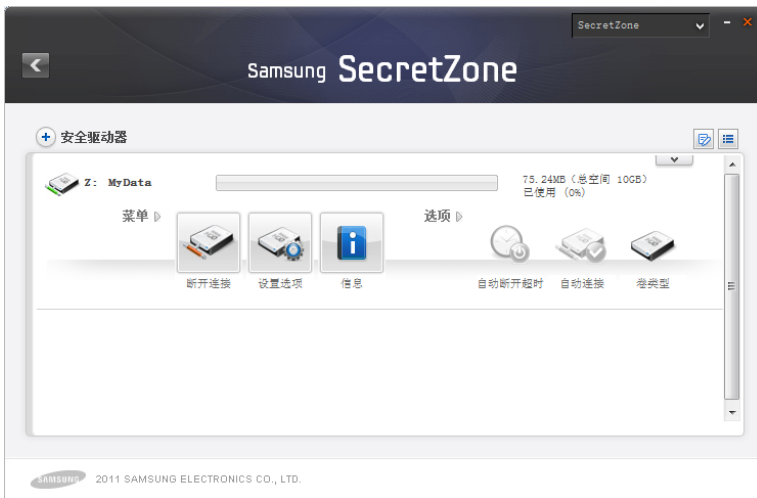 SecretZone
Samsung SecretZone
安全驱动器
Z: MyData
75.24MB (总空间 10GB)
已使用 (0%)
菜单
选项
断开连接
设置选项
信息
自动断开超时
自动连接
卷类型
SAMSUNG
2011 SAMSUNG ELECTRONICS CO., LTD.